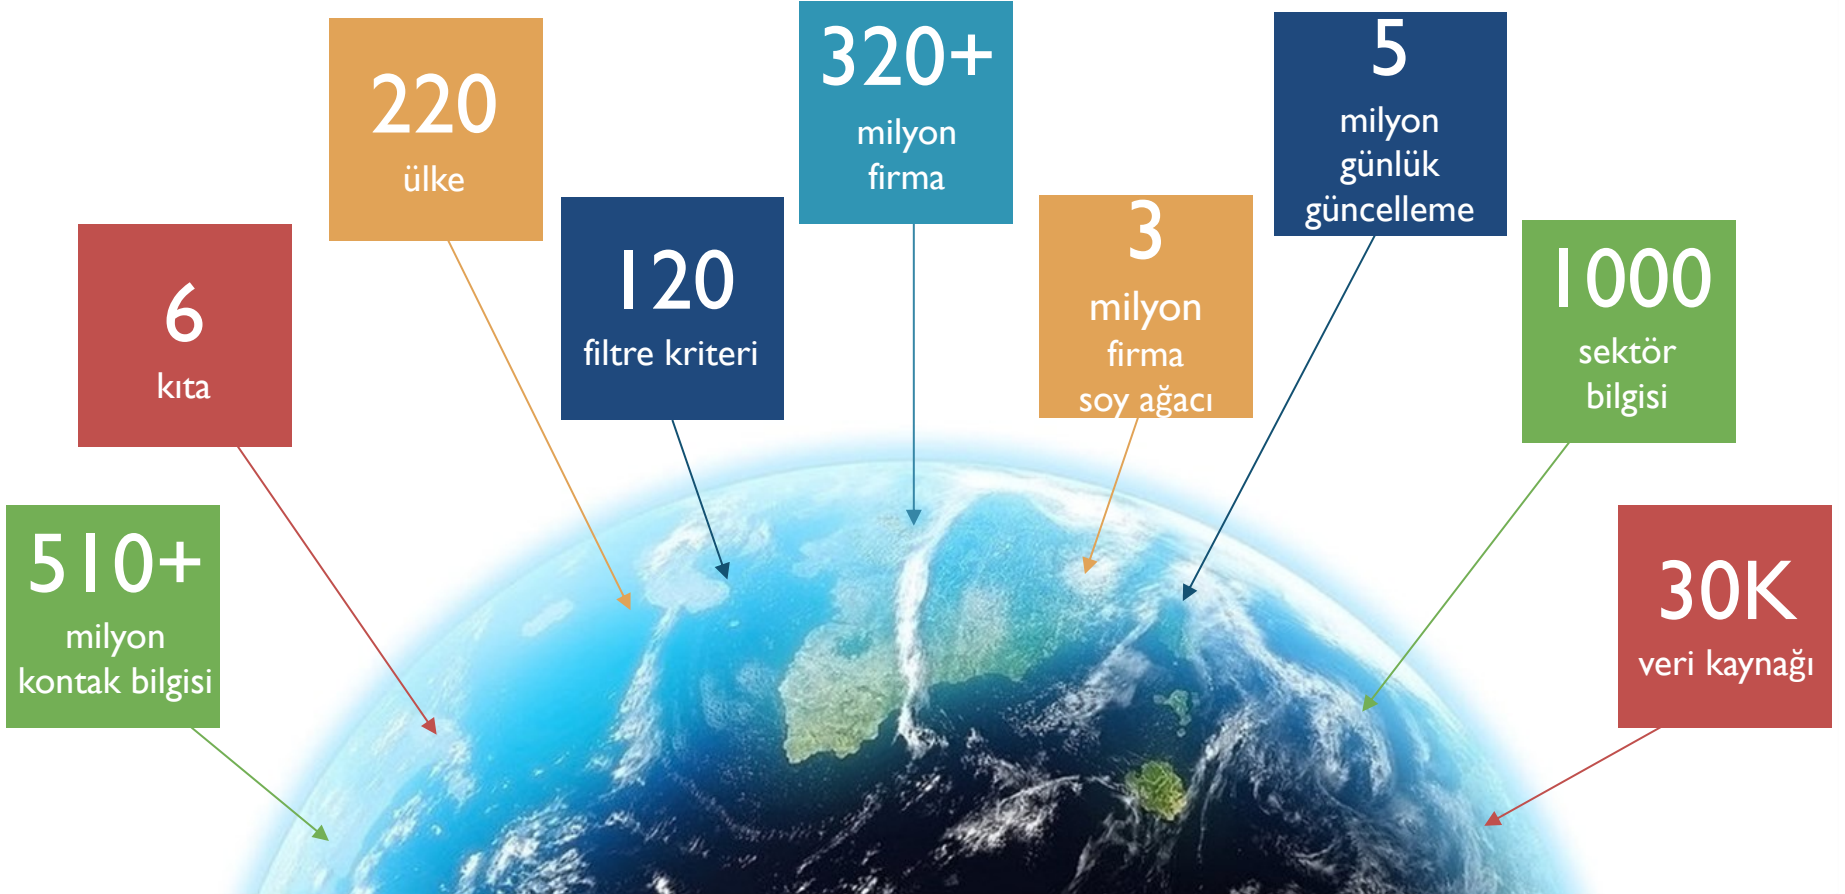 510+
milyon
kontak bilgisi
6
kıta
220
ülke
120
filtre kriteri
320+
milyon
firma
3
milyon
firma
soy ağacı
5
milyon
günlük
güncelleme
1000
sektör
bilgisi
30K
veri kaynağı